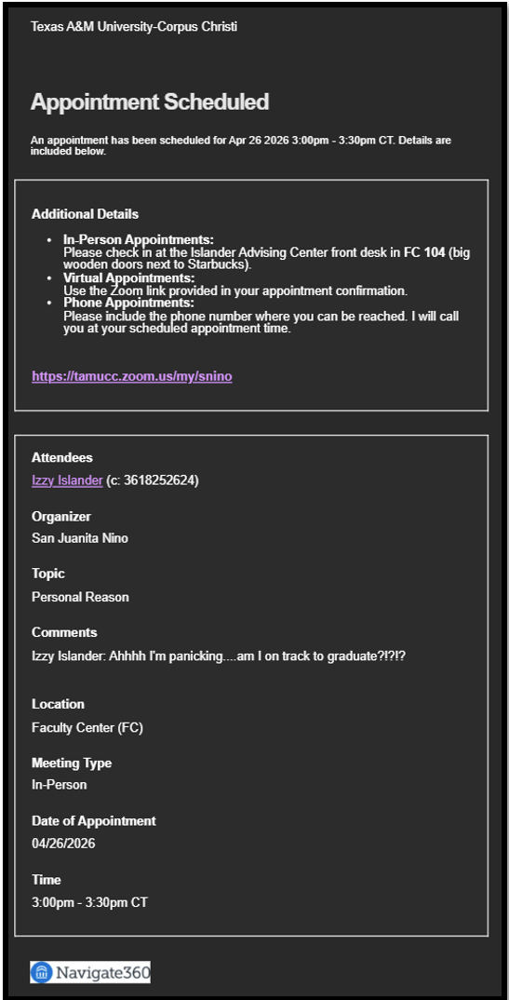 Texas A&M University-Corpus Christi
Appointment Scheduled
An appointment has been scheduled for Apr 26 2026 3:00pm - 3:30pm CT. Details are
included below.
Additional Details
• In-Person Appointments:
Please check in at the Islander Advising Center front desk in FC 104 (big
wooden doors next to Starbucks).
• Virtual Appointments:
Use the Zoom link provided in your appointment confirmation.
• Phone Appointments:
Please include the phone number where you can be reached. I will call
you at your scheduled appointment time.
https://tamucc.zoom.us/my/snino
Attendees
Izzy Islander (c: 3618252624)
Organizer
San Juanita Nino
Topic
Personal Reason
Comments
Izzy Islander: Ahhhh I'm panicking....am I on track to graduate?!?!?
Location
Faculty Center (FC)
Meeting Type
In-Person
Date of Appointment
04/26/2026
Time
3:00pm - 3:30pm CT
Navigate360